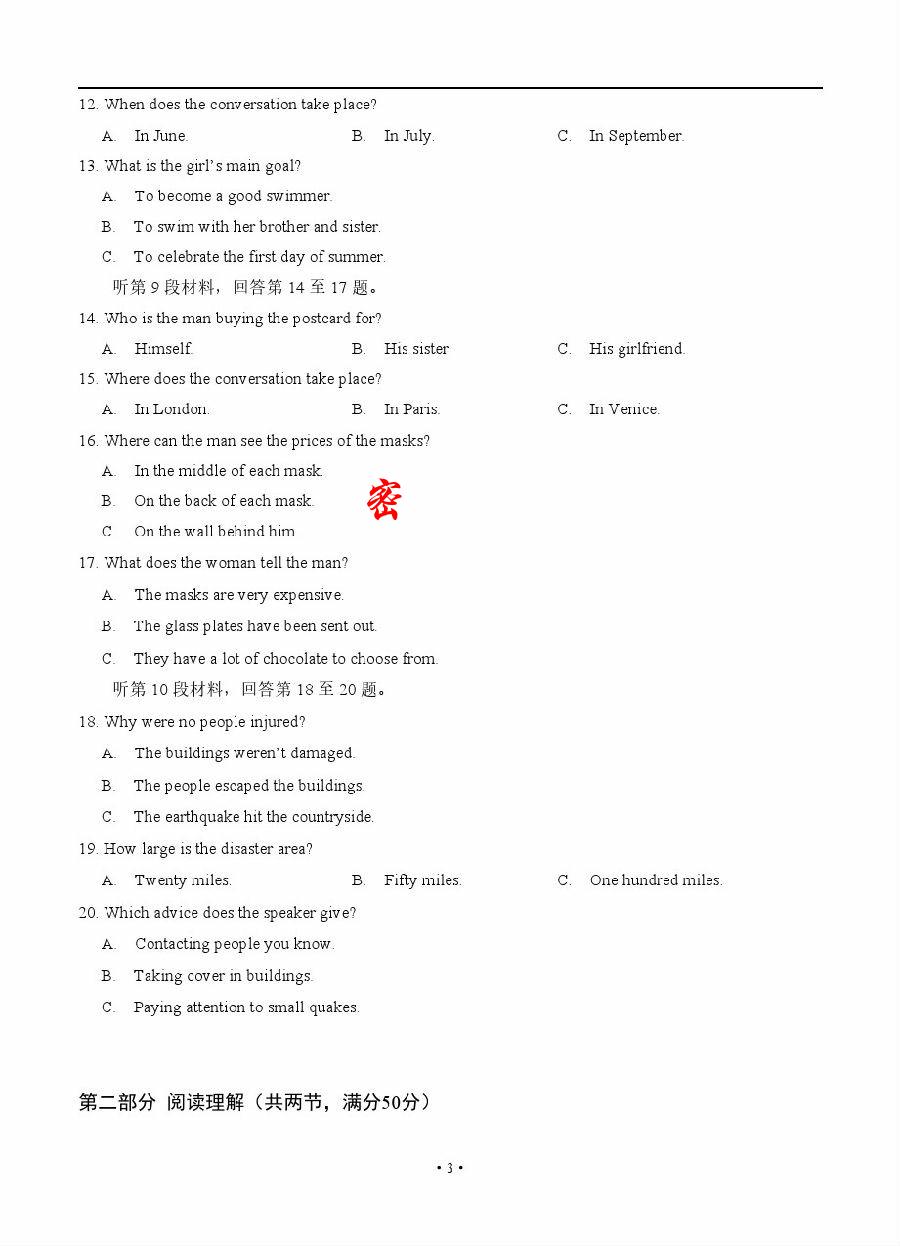 12. When does the conversation take place?
A. In June. B. In July. C. In September.
13. What is the girl's main goal?
A. To become a good swimmer.
B. To swim with her brother and sister.
C. To celebrate the first day of summer.
听第 9 段材料，回答第 14 至 17 题。
14. Who is the man buying the postcard for?
A. Himself. B. His sister C. His girlfriend.
15. Where does the conversation take place?
A. In London. B. In Paris. C. In Venice.
16. Where can the man see the prices of the masks?
A. In the middle of each mask.
B. On the back of each mask.
密
C On the wall behind him
17. What does the woman tell the man?
A. The masks are very expensive.
B. The glass plates have been sent out.
C. They have a lot of chocolate to choose from.
听第 10 段材料，回答第 18 至 20 题。
18. Why were no people injured?
A. The buildings weren't damaged.
B. The people escaped the buildings.
C. The earthquake hit the countryside.
19. How large is the disaster area?
A. Twenty miles. B. Fifty miles. C. One hundred miles.
20. Which advice does the speaker give?
A. Contacting people you know.
B. Taking cover in buildings.
C. Paying attention to small quakes.
第二部分 阅读理解（共两节，满分50分）
• 3 •